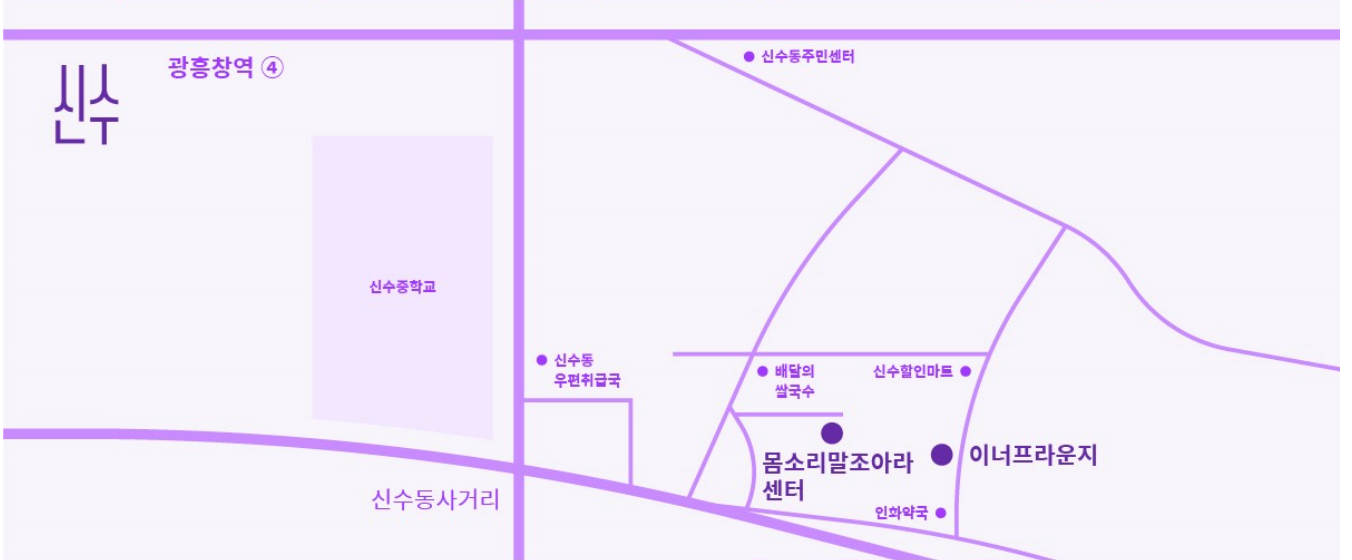 신수
광흥창역 ④
신수동주민센터
신수중학교
신수동
우편취급국
배달의
쌀국수
신수할인마트
몸소리말조아라
센터
이너프라운지
신수동사거리
인화약국